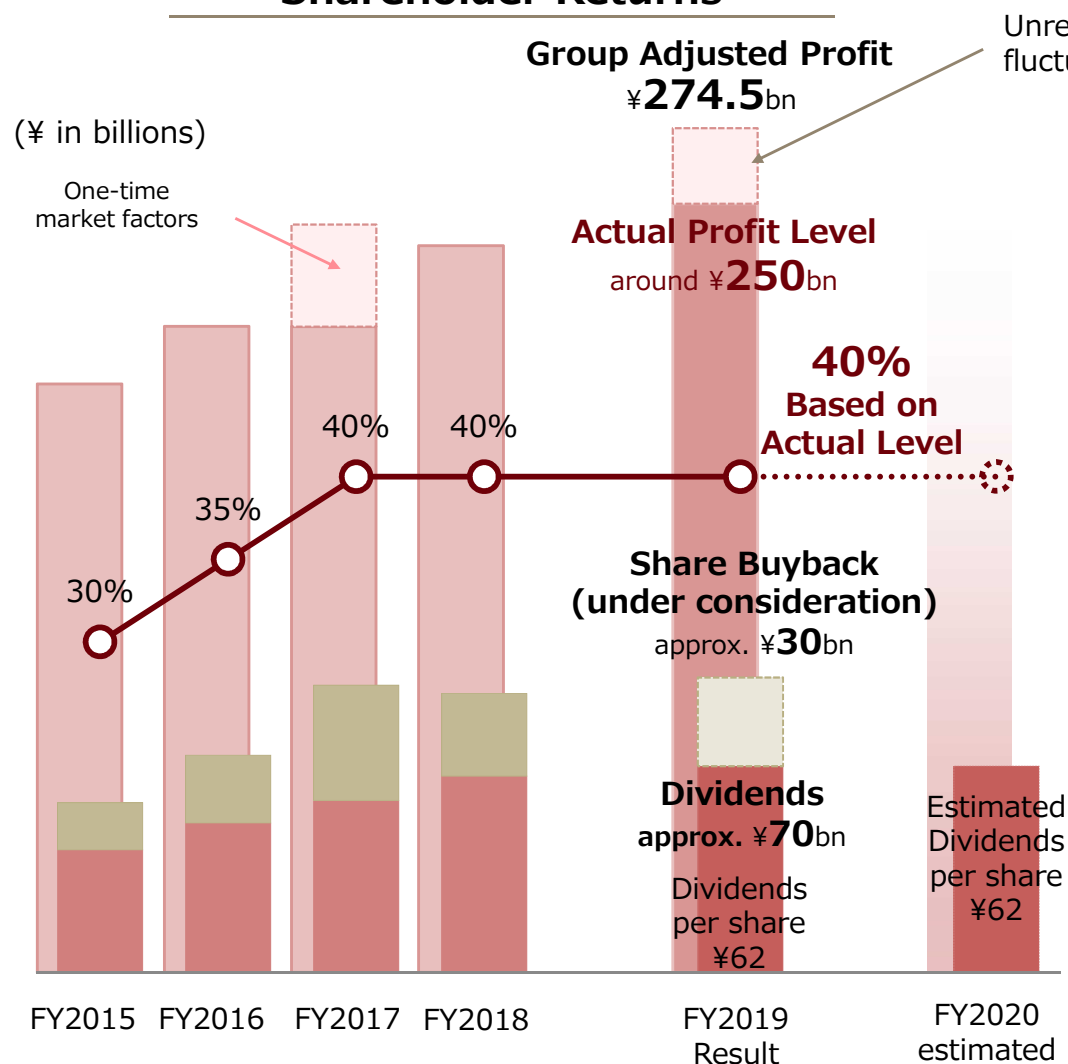 Shareholder Returns
Group Adjusted Profit
¥274.5bn
(¥ in billions)
One-time
market factors
Actual Profit Level
around ¥250bn
40%
Based on
Actual Level
40%
40%
35%
30%
Share Buyback
(under consideration)
approx. ¥30bn
Dividends
approx. ¥70bn
Dividends
per share
¥62
Estimated
Dividends
per share
¥62
FY2015
FY2016
FY2017
FY2018
FY2019
Result
FY2020
estimated